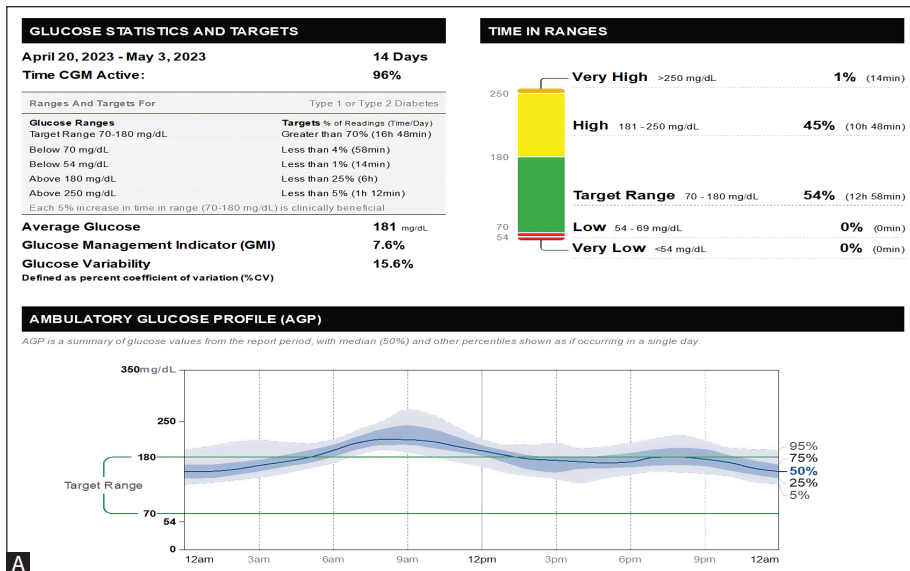 GLUCOSE STATISTICS AND TARGETS
April 20, 2023 - May 3, 2023 14 Days
Time CGM Active: 96%
Ranges And Targets For Type 1 or Type 2 Diabetes
Glucose Ranges Targets % of Readings (Time/Day)
Target Range 70-180 mg/dL Greater than 70% (16h 48min)
Below 70 mg/dL Less than 4% (58min)
Below 54 mg/dL Less than 1% (14min)
Above 180 mg/dL Less than 25% (6h)
Above 250 mg/dL Less than 5% (1h 12min)
Each 5% increase in time in range (70-180 mg/dL) is clinically beneficial.
Average Glucose 181 mg/dL
Glucose Management Indicator (GMI) 7.6%
Glucose Variability 15.6%
Defined as percent coefficient of variation (%CV)
TIME IN RANGES
Very High >250 mg/dL 1% (14min)
250
High 181 - 250 mg/dL 45% (10h 48min)
180
Target Range 70 - 180 mg/dL 54% (12h 58min)
70
Low 54 - 69 mg/dL 0% (0min)
54
Very Low <54 mg/dL 0% (0min)
AMBULATORY GLUCOSE PROFILE (AGP)
AGP is a summary of glucose values from the report period, with median (50%) and other percentiles shown as if occurring in a single day.
350mg/dL
250
180
Target Range
70
54
0
95%
75%
50%
25%
5%
12am 3am 6am 9am 12pm 3pm 6pm 9pm 12am
A